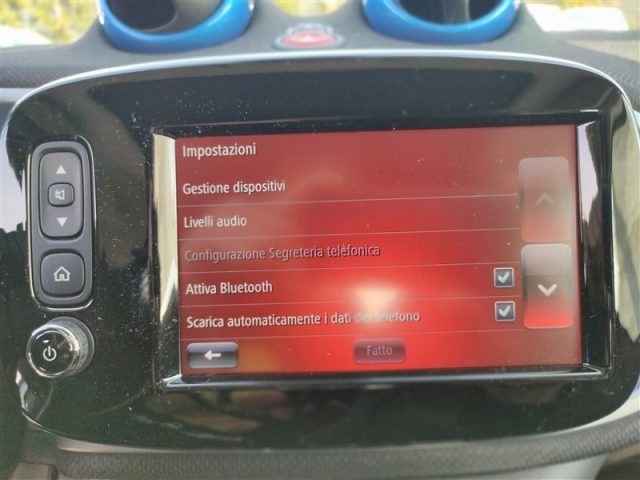 Impostazioni
Gestione dispositivi
Livelli audio
Configurazione Segreteria telefonica
Attiva Bluetooth
Scarica automaticamente i dati del telefono
Fatto